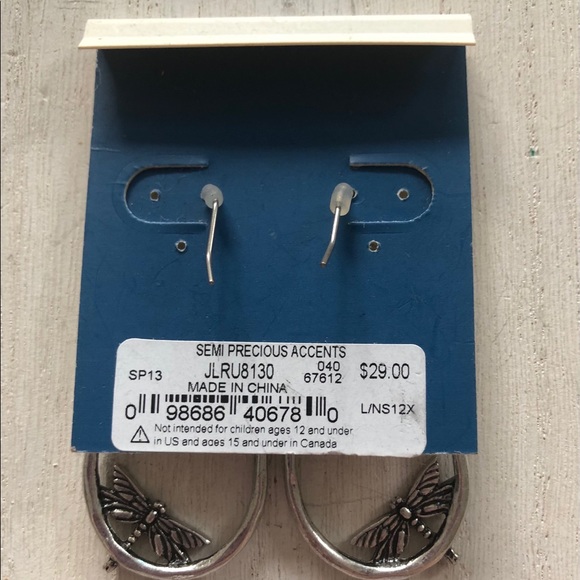 SEMI PRECIOUS ACCENTS
SP13 JLRU8130 040 67612 $29.00
MADE IN CHINA
0 98686 40678 0 L/NS12X
Not intended for children ages 12 and under
in US and ages 15 and under in Canada